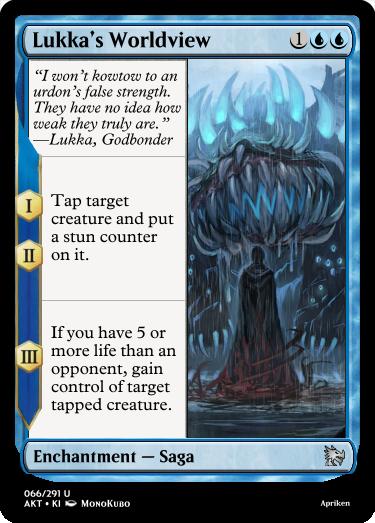 Lukka's Worldview 1
"I won't kowtow to an
urdon's false strength.
They have no idea how
weak they truly are."
—Lukka, Godbonder
I
II
Tap target
creature and put
a stun counter
on it.
III
If you have 5 or
more life than an
opponent, gain
control of target
tapped creature.
Enchantment — Saga
066/291 U
AKT • KI MonoKubo
Apriken